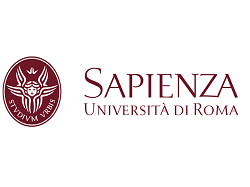 STVDIVM VRBIS
SAPIENZA
UNIVERSITÀ DI ROMA